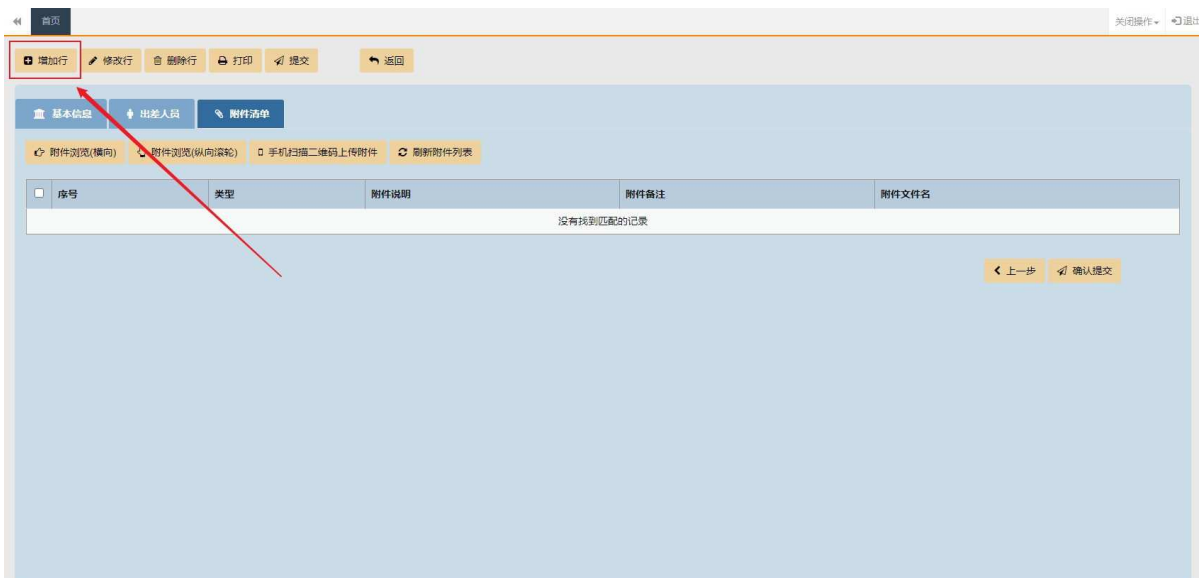 首页 关闭操作 退出
增加行 修改行 删除行 打印 提交 返回
基本信息 出差人员 附件清单
附件浏览(横向) 附件浏览(纵向滚轮) 手机扫描二维码上传附件 刷新附件列表
序号 类型 附件说明 附件备注 附件文件名
没有找到匹配的记录
上一步 确认提交